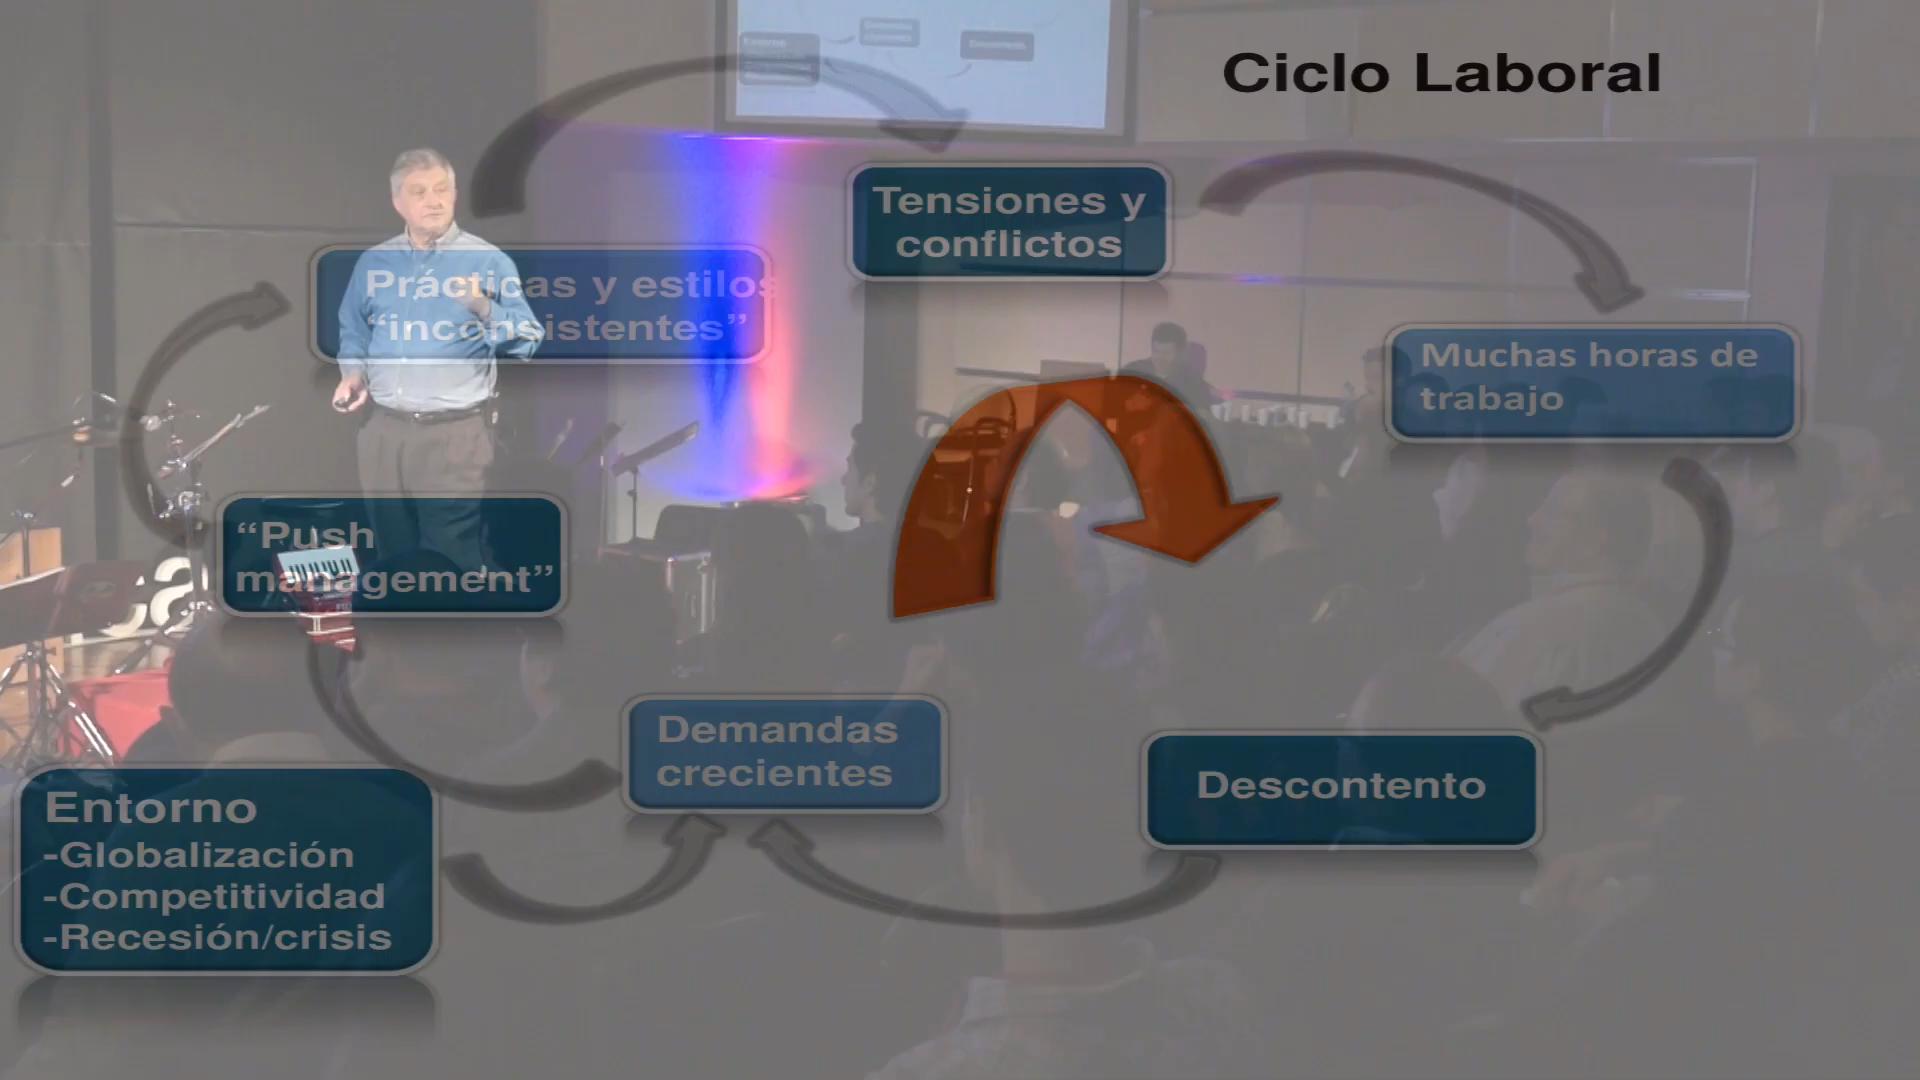 Ciclo Laboral
Tensiones y
conflictos
Prácticas y estilos
“inconsistentes”
Muchas horas de
trabajo
“Push
management”
Demandas
crecientes
Descontento
Entorno
-Globalización
-Competitividad
-Recesión/crisis